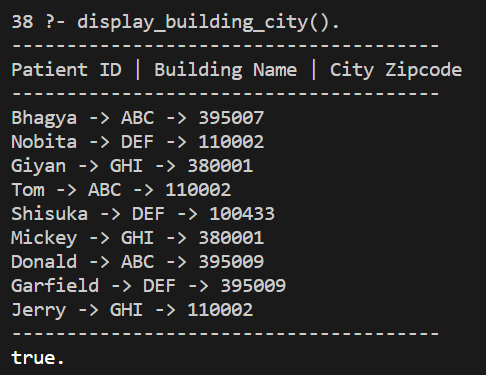 38 ?- display_building_city().
---------------------------------------
Patient ID | Building Name | City Zipcode
---------------------------------------
Bhagya -> ABC -> 395007
Nobita -> DEF -> 110002
Giyan -> GHI -> 380001
Tom -> ABC -> 110002
Shisuka -> DEF -> 100433
Mickey -> GHI -> 380001
Donald -> ABC -> 395009
Garfield -> DEF -> 395009
Jerry -> GHI -> 110002
---------------------------------------
true.